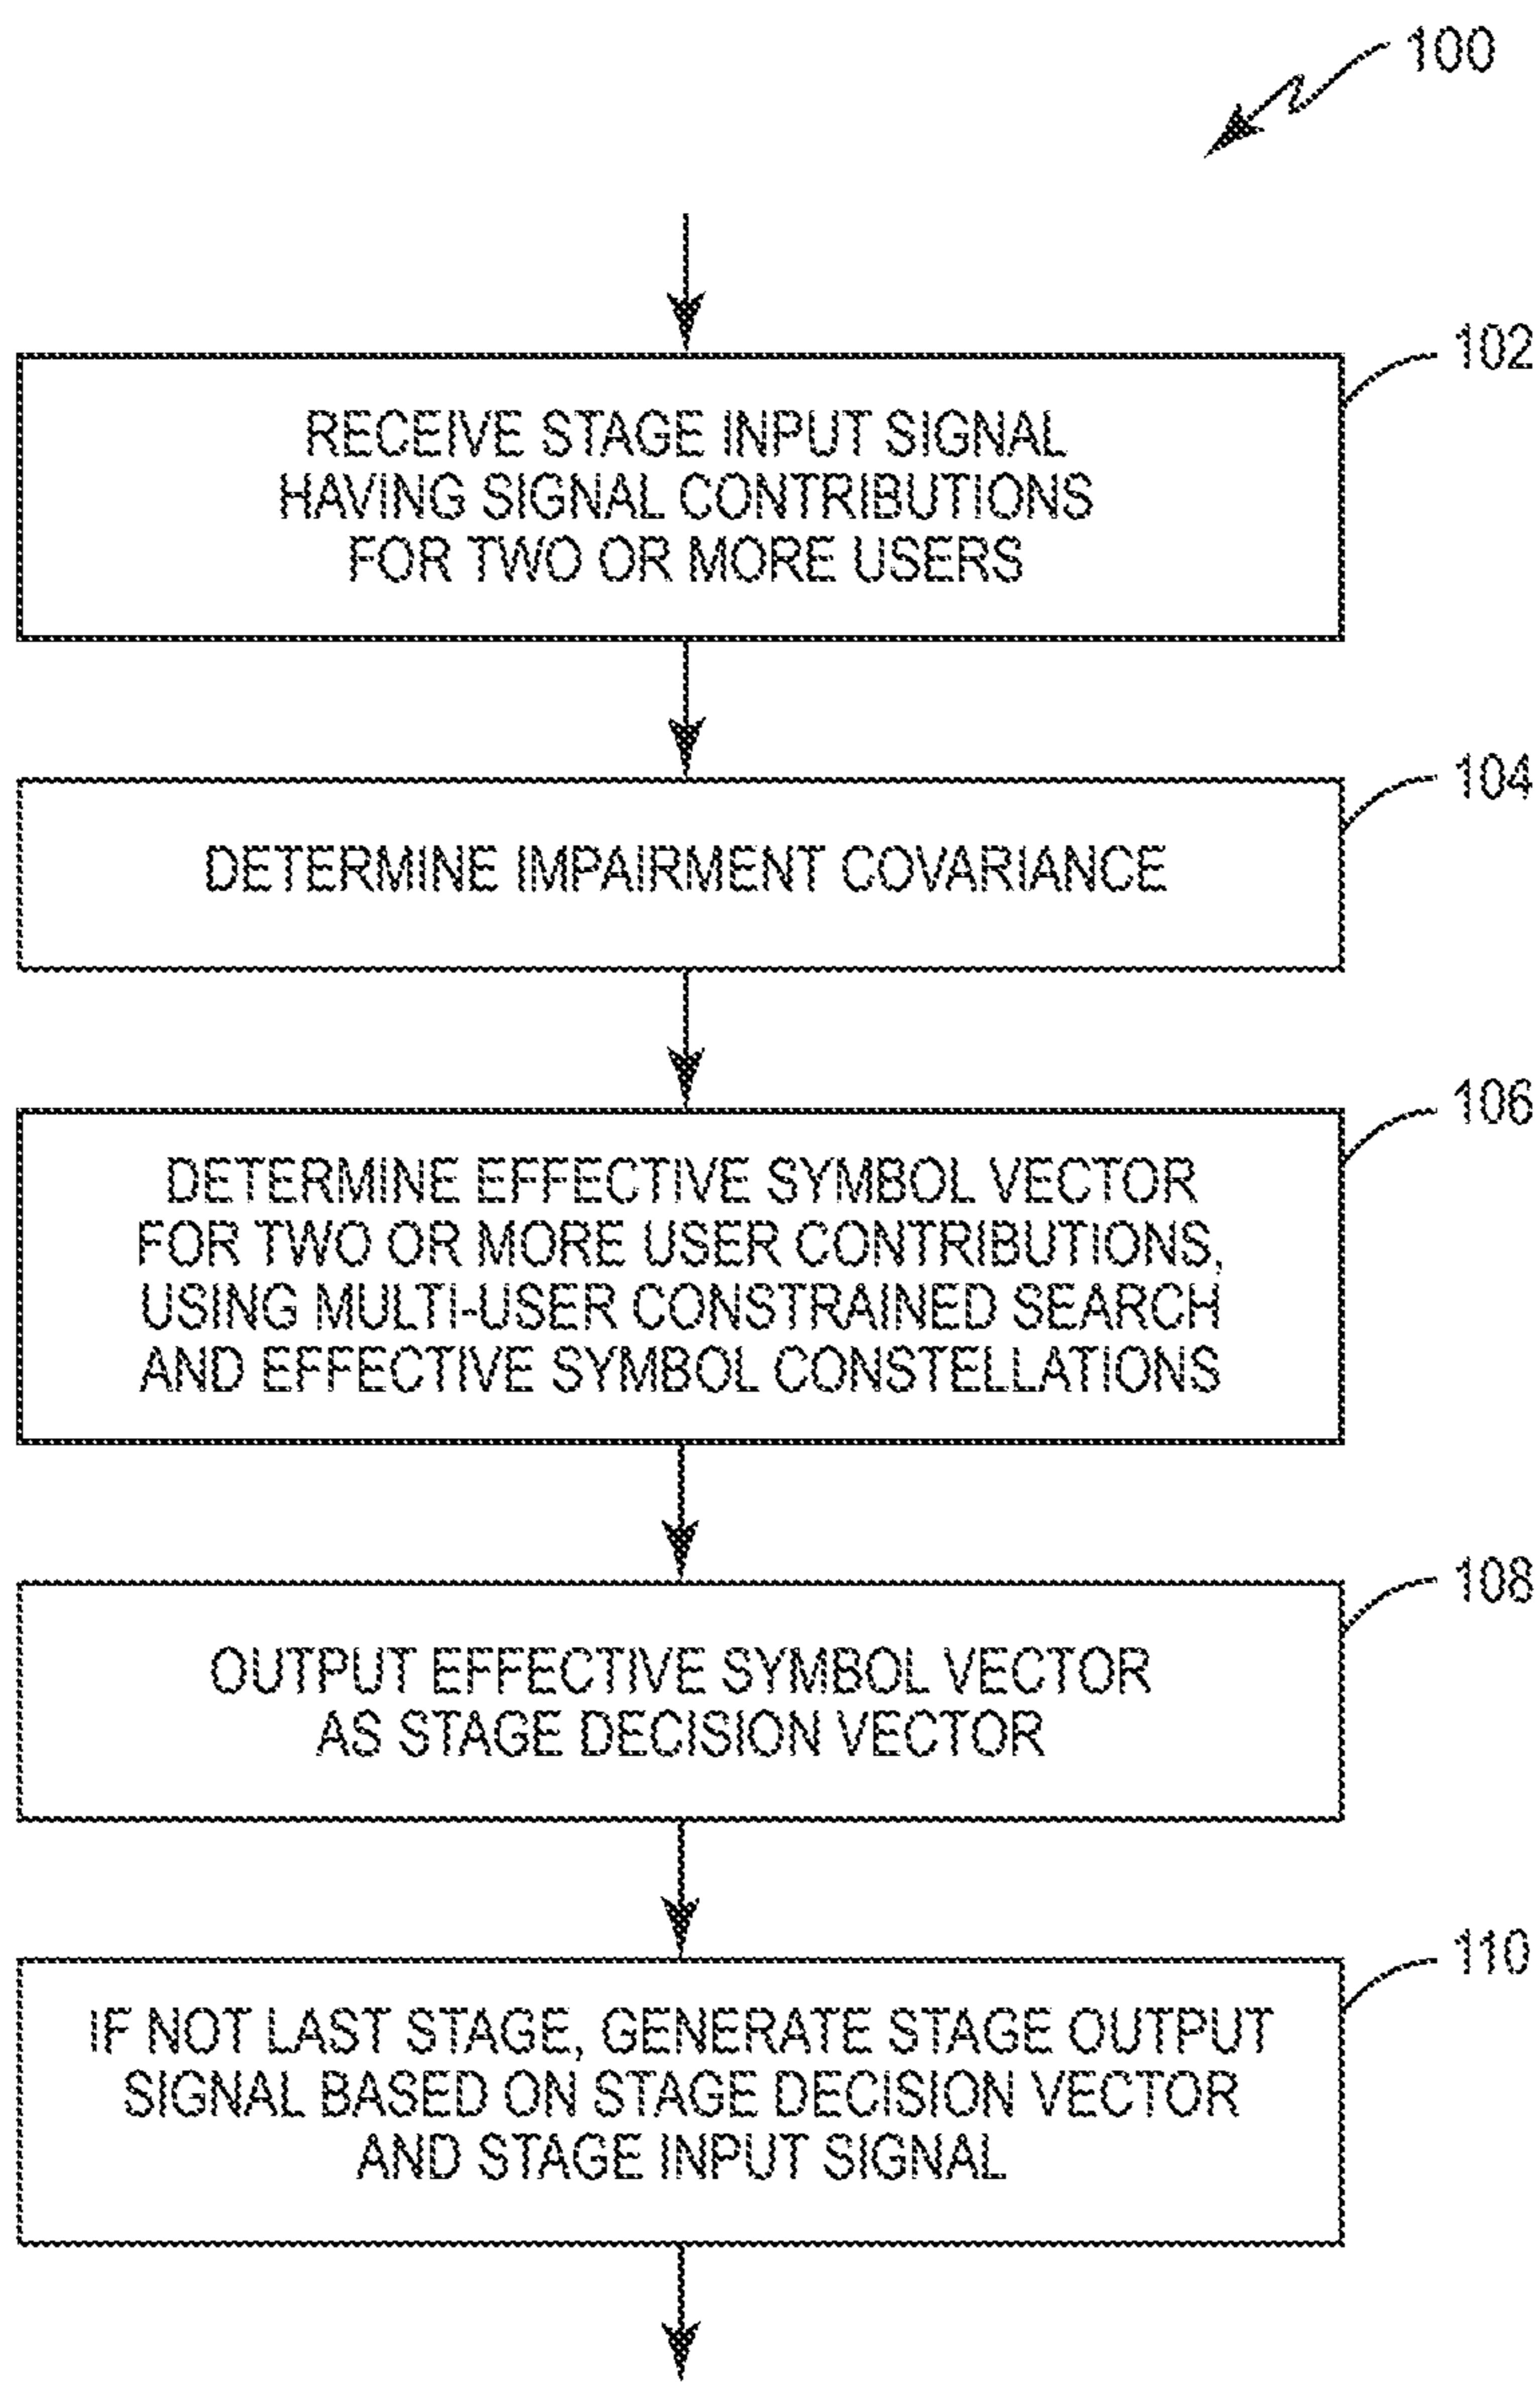 100
102
RECEIVE STAGE INPUT SIGNAL
HAVING SIGNAL CONTRIBUTIONS
FOR TWO OR MORE USERS
104
DETERMINE IMPAIRMENT COVARIANCE
106
DETERMINE EFFECTIVE SYMBOL VECTOR
FOR TWO OR MORE USER CONTRIBUTIONS,
USING MULTI-USER CONSTRAINED SEARCH
AND EFFECTIVE SYMBOL CONSTELLATIONS
108
OUTPUT EFFECTIVE SYMBOL VECTOR
AS STAGE DECISION VECTOR
110
IF NOT LAST STAGE, GENERATE STAGE OUTPUT
SIGNAL BASED ON STAGE DECISION VECTOR
AND STAGE INPUT SIGNAL